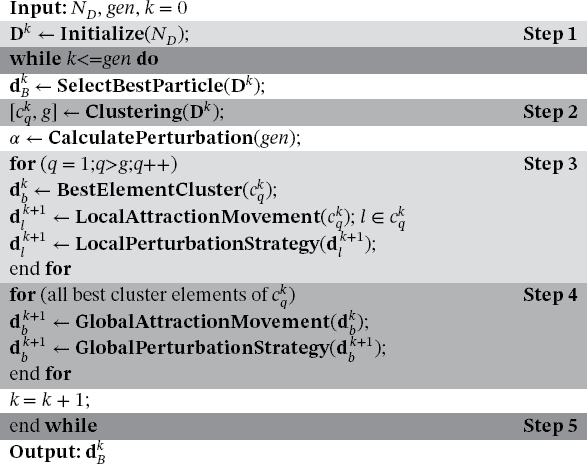 Input: N_D, gen, k = 0
D^k ← Initialize(N_D); Step 1
while k<=gen do
d_B^k ← SelectBestParticle(D^k);
[c_q^k, g] ← Clustering(D^k); Step 2
α ← CalculatePerturbation(gen);
for (q = 1;q>g;q++) Step 3
d_b^k ← BestElementCluster(c_q^k);
d_l^{k+1} ← LocalAttractionMovement(c_q^k); l ∈ c_q^k
d_l^{k+1} ← LocalPerturbationStrategy(d_l^{k+1});
end for
for (all best cluster elements of c_q^k) Step 4
d_b^{k+1} ← GlobalAttractionMovement(d_b^k);
d_b^{k+1} ← GlobalPerturbationStrategy(d_b^{k+1});
end for
k = k + 1;
end while Step 5
Output: d_B^k